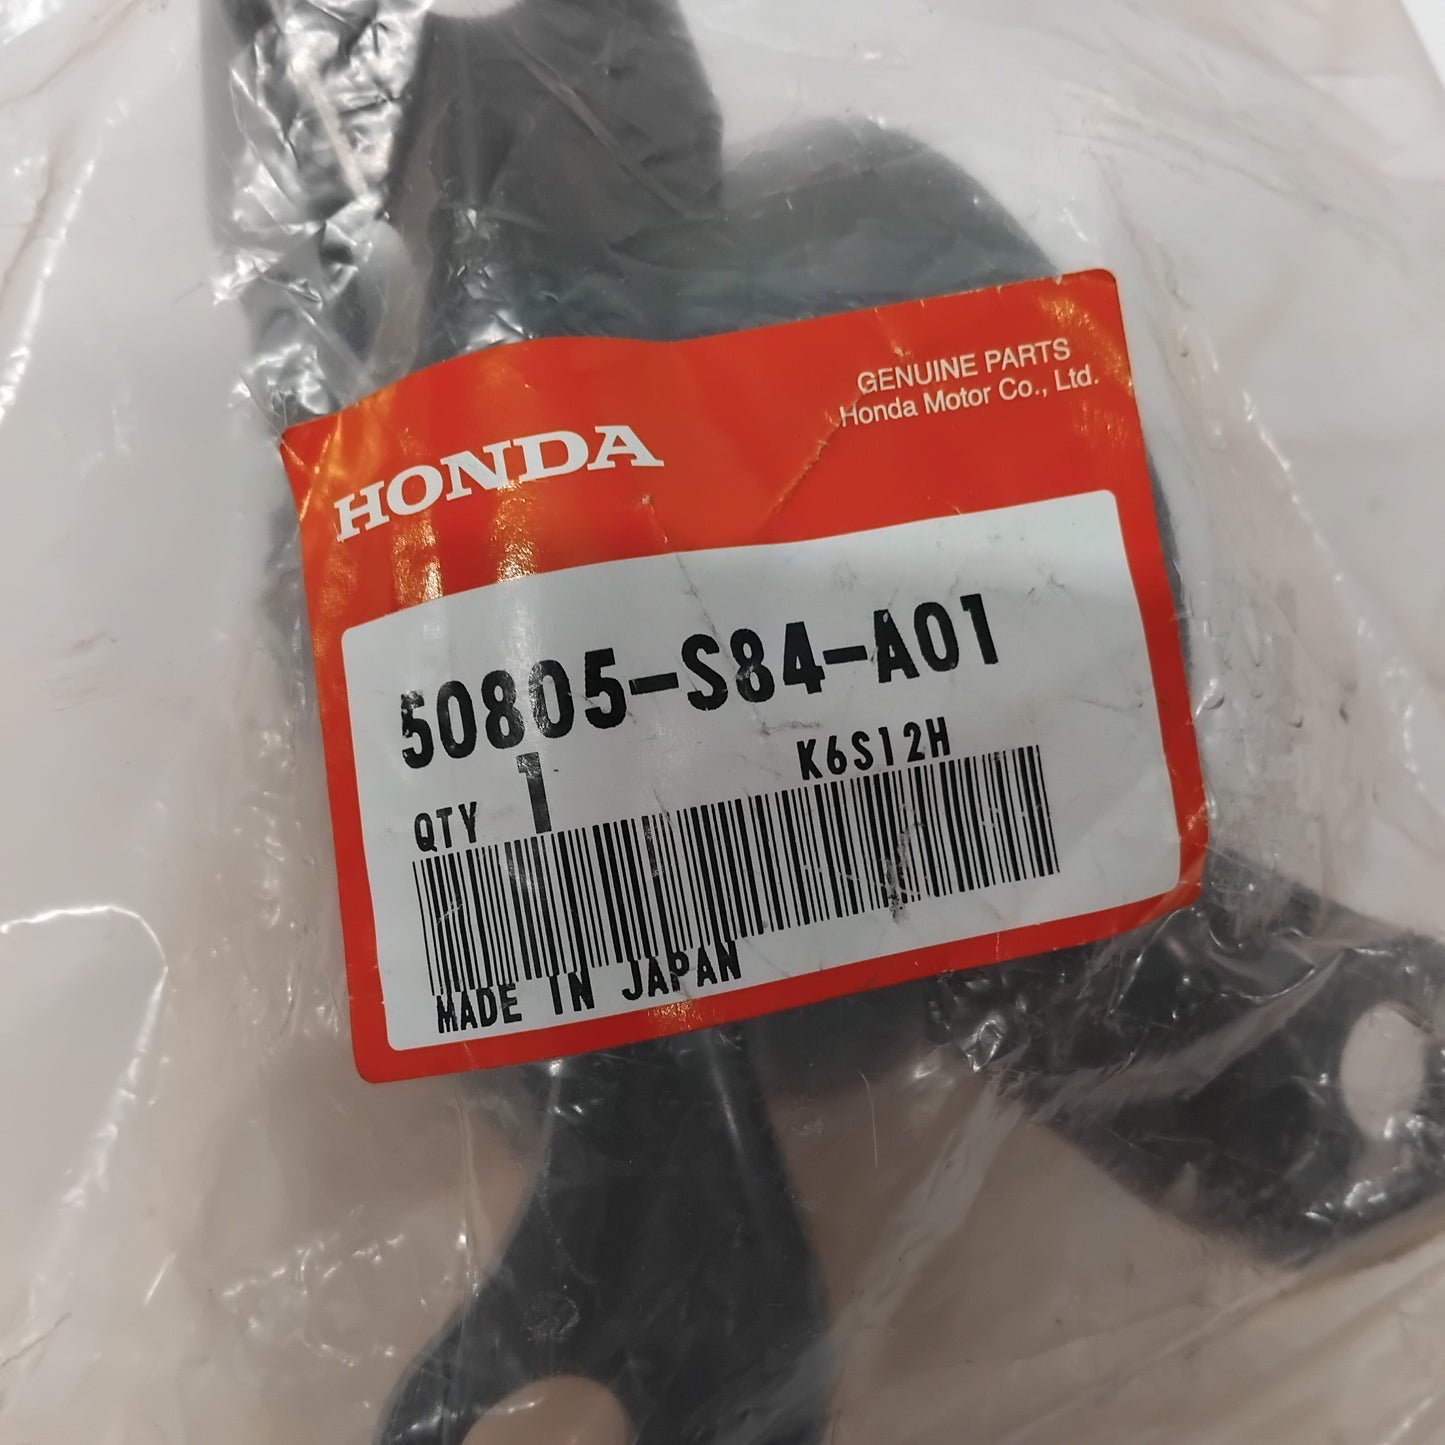 HONDA
GENUINE PARTS
Honda Motor Co., Ltd.
50805-S84-A01
QTY 1
K6S12H
MADE IN JAPAN